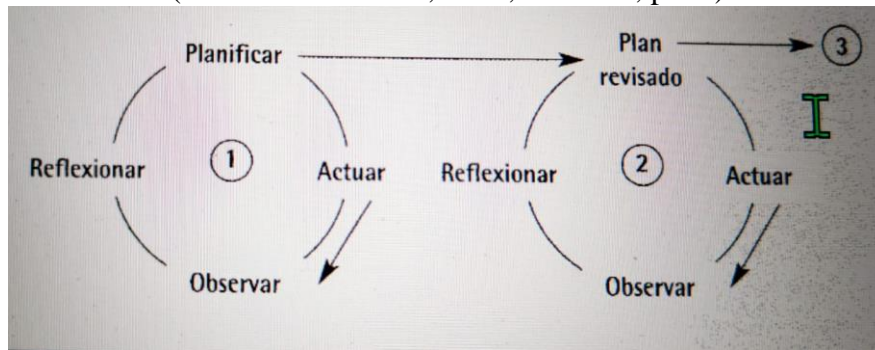 Planificar
Plan
revisado
3
Reflexionar
1
Actuar
Reflexionar
2
Actuar
Observar
Observar